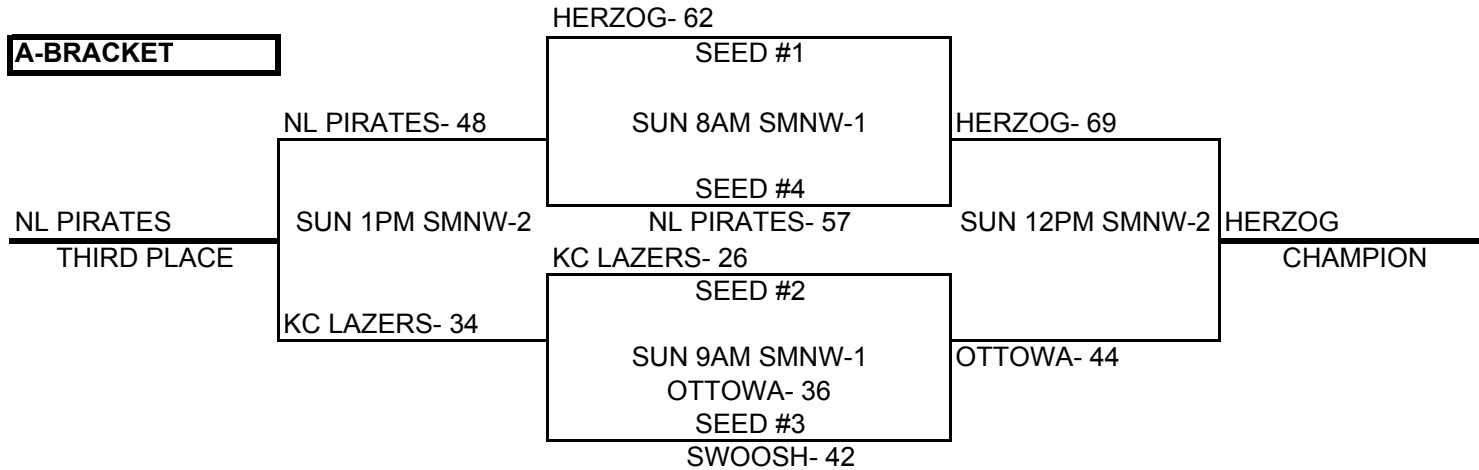 HERZOG- 62
A-BRACKET
SEED #1
NL PIRATES- 48
SUN 8AM SMNW-1
HERZOG- 69
SEED #4
NL PIRATES
SUN 1PM SMNW-2
NL PIRATES- 57
SUN 12PM SMNW-2
HERZOG
THIRD PLACE
KC LAZERS- 26
CHAMPION
SEED #2
KC LAZERS- 34
SUN 9AM SMNW-1
OTTOWA- 44
OTTOWA- 36
SEED #3
SWOOSH- 42